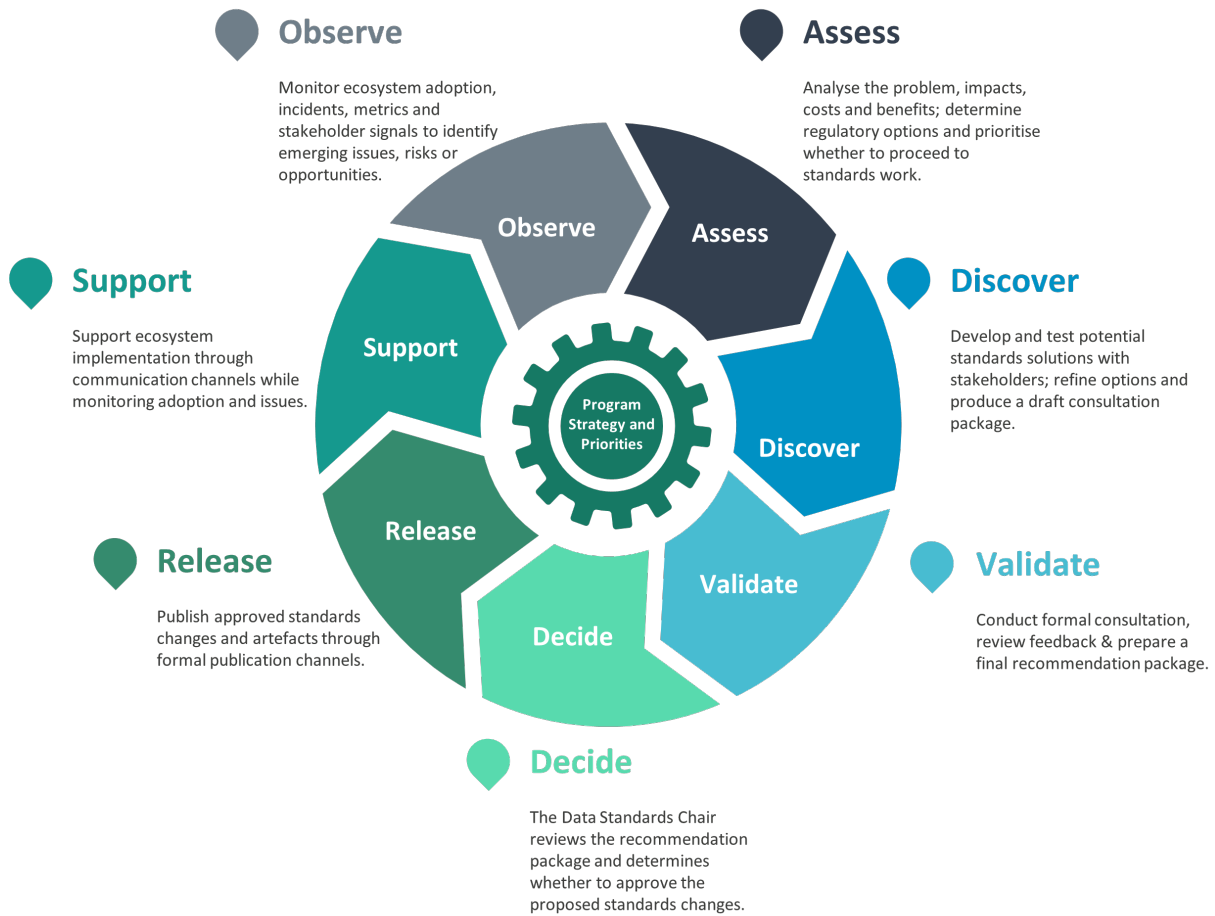 Observe
Monitor ecosystem adoption,
incidents, metrics and
stakeholder signals to identify
emerging issues, risks or
opportunities.
Assess
Analyse the problem, impacts,
costs and benefits; determine
regulatory options and prioritise
whether to proceed to
standards work.
Observe
Assess
Support
Support ecosystem
implementation through
communication channels while
monitoring adoption and issues.
Support
Discover
Develop and test potential
standards solutions with
stakeholders; refine options and
produce a draft consultation
package.
Program
Strategy and
Priorities
Discover
Release
Release
Publish approved standards
changes and artefacts through
formal publication channels.
Validate
Validate
Conduct formal consultation,
review feedback & prepare a
final recommendation package.
Decide
Decide
The Data Standards Chair
reviews the recommendation
package and determines
whether to approve the
proposed standards changes.